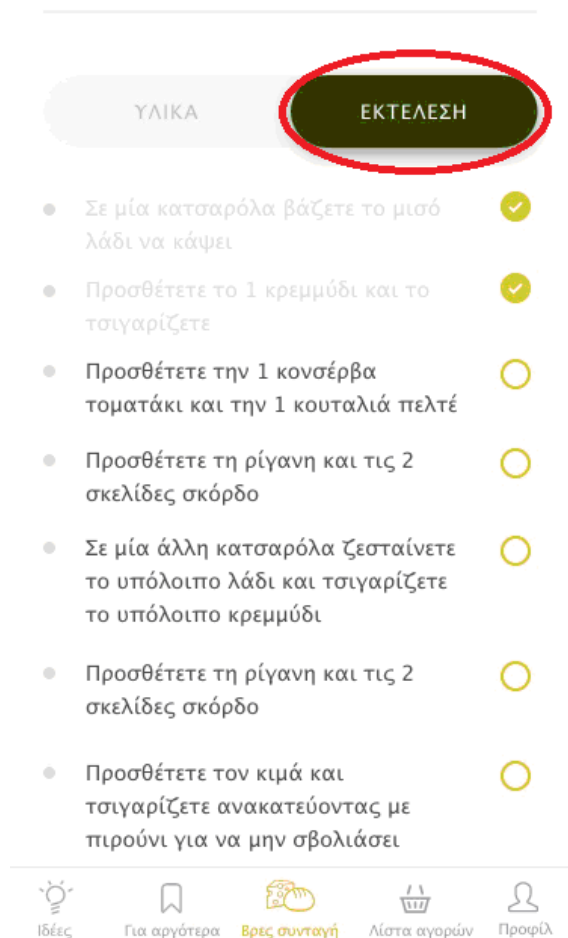 ΥΛΙΚΑ ΕΚΤΕΛΕΣΗ
Σε μία κατσαρόλα βάζετε το μισό
λάδι να κάψει
Προσθέτετε το 1 κρεμμύδι και το
τσιγαρίζετε
Προσθέτετε την 1 κονσέρβα
τοματάκι και την 1 κουταλιά πελτέ
Προσθέτετε τη ρίγανη και τις 2
σκελίδες σκόρδο
Σε μία άλλη κατσαρόλα ζεσταίνετε
το υπόλοιπο λάδι και τσιγαρίζετε
το υπόλοιπο κρεμμύδι
Προσθέτετε τη ρίγανη και τις 2
σκελίδες σκόρδο
Προσθέτετε τον κιμά και
τσιγαρίζετε ανακατεύοντας με
πιρούνι για να μην σβολιάσει
Ιδέες Για αργότερα Βρες συνταγή Λίστα αγορών Προφίλ